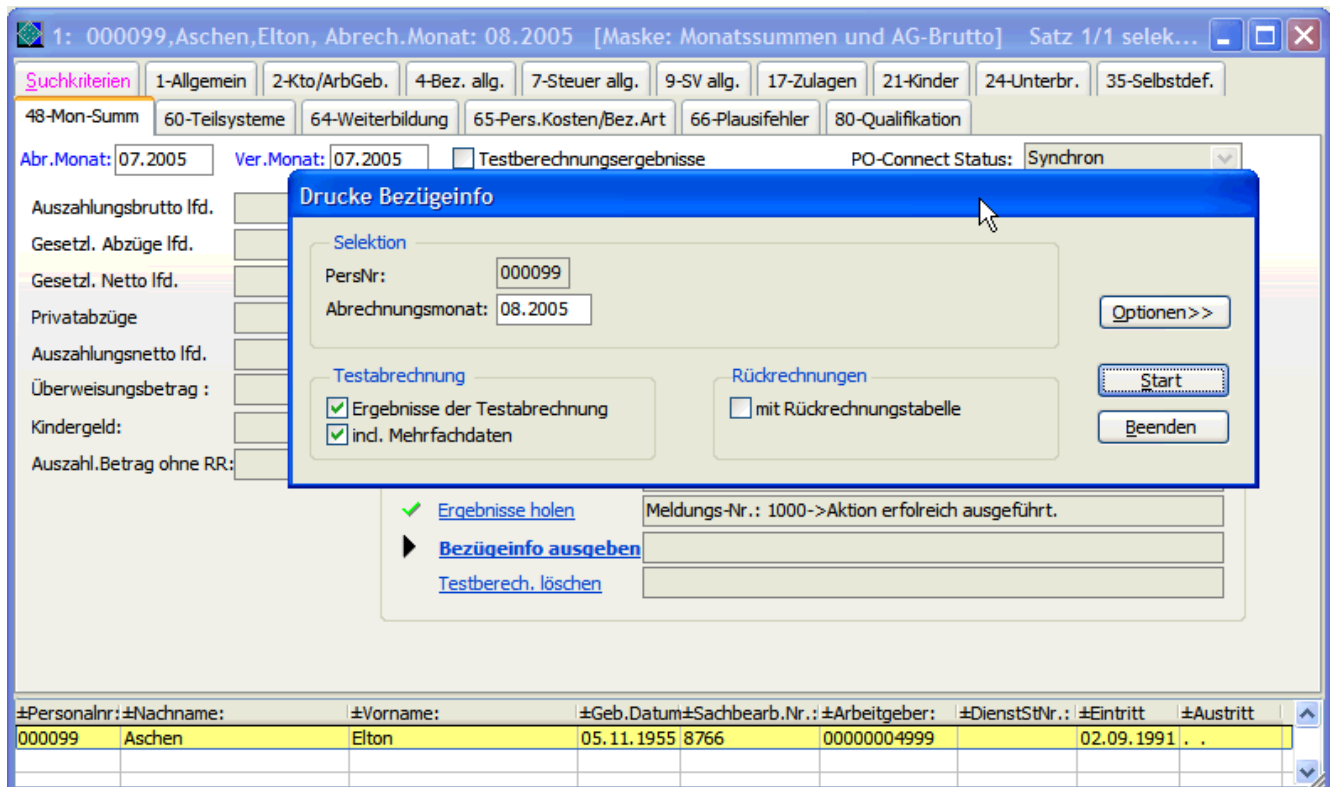 1: 000099,Aschen,Elton, Abrech.Monat: 08.2005 [Maske: Monatssummen und AG-Brutto] Satz 1/1 selek...
Suchkriterien 1-Allgemein 2-Kto/ArbGeb. 4-Bez. allg. 7-Steuer allg. 9-SV allg. 17-Zulagen 21-Kinder 24-Unterbr. 35-Selbstdef.
48-Mon-Summ 60-Teilsysteme 64-Weiterbildung 65-Pers.Kosten/Bez.Art 66-Plausifehler 80-Qualifikation
Abr.Monat: 07.2005 Ver.Monat: 07.2005 Testberechnungsergebnisse PO-Connect Status: Synchron
Auszahlungsbrutto lfd.
Gesetzl. Abzüge lfd.
Gesetzl. Netto lfd.
Privatabzüge
Auszahlungsnetto lfd.
Überweisungsbetrag :
Kindergeld:
Auszahl.Betrag ohne RR:
Drucke Bezügeinfo
Selektion
PersNr: 000099
Abrechnungsmonat: 08.2005
Optionen>>
Testabrechnung
Ergebnisse der Testabrechnung
incl. Mehrfachdaten
Rückrechnungen
mit Rückrechnungstabelle
Start
Beenden
Ergebnisse holen Meldungs-Nr.: 1000->Aktion erfolreich ausgeführt.
Bezügeinfo ausgeben
Testberech. löschen
±Personalnr: ±Nachname: ±Vorname: ±Geb.Datum ±Sachbearb.Nr.: ±Arbeitgeber: ±DienstStNr.: ±Eintritt ±Austritt
000099 Aschen Elton 05.11.1955 8766 00000004999 02.09.1991 . .